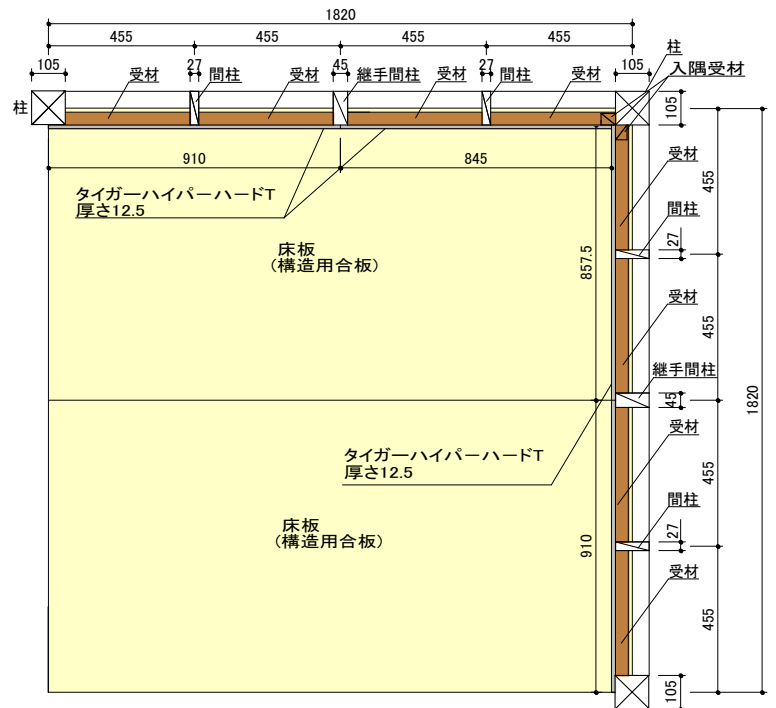 1820
455
455
455
455
105
受材
27
間柱
受材
45
継手間柱
受材
27
間柱
受材
105
柱
入隅受材
柱
105
910
845
タイガーハイパーハードT
厚さ12.5
床板
(構造用合板)
857.5
受材
455
間柱
27
受材
455
継手間柱
45
1820
受材
タイガーハイパーハードT
厚さ12.5
455
間柱
27
床板
(構造用合板)
910
受材
455
105